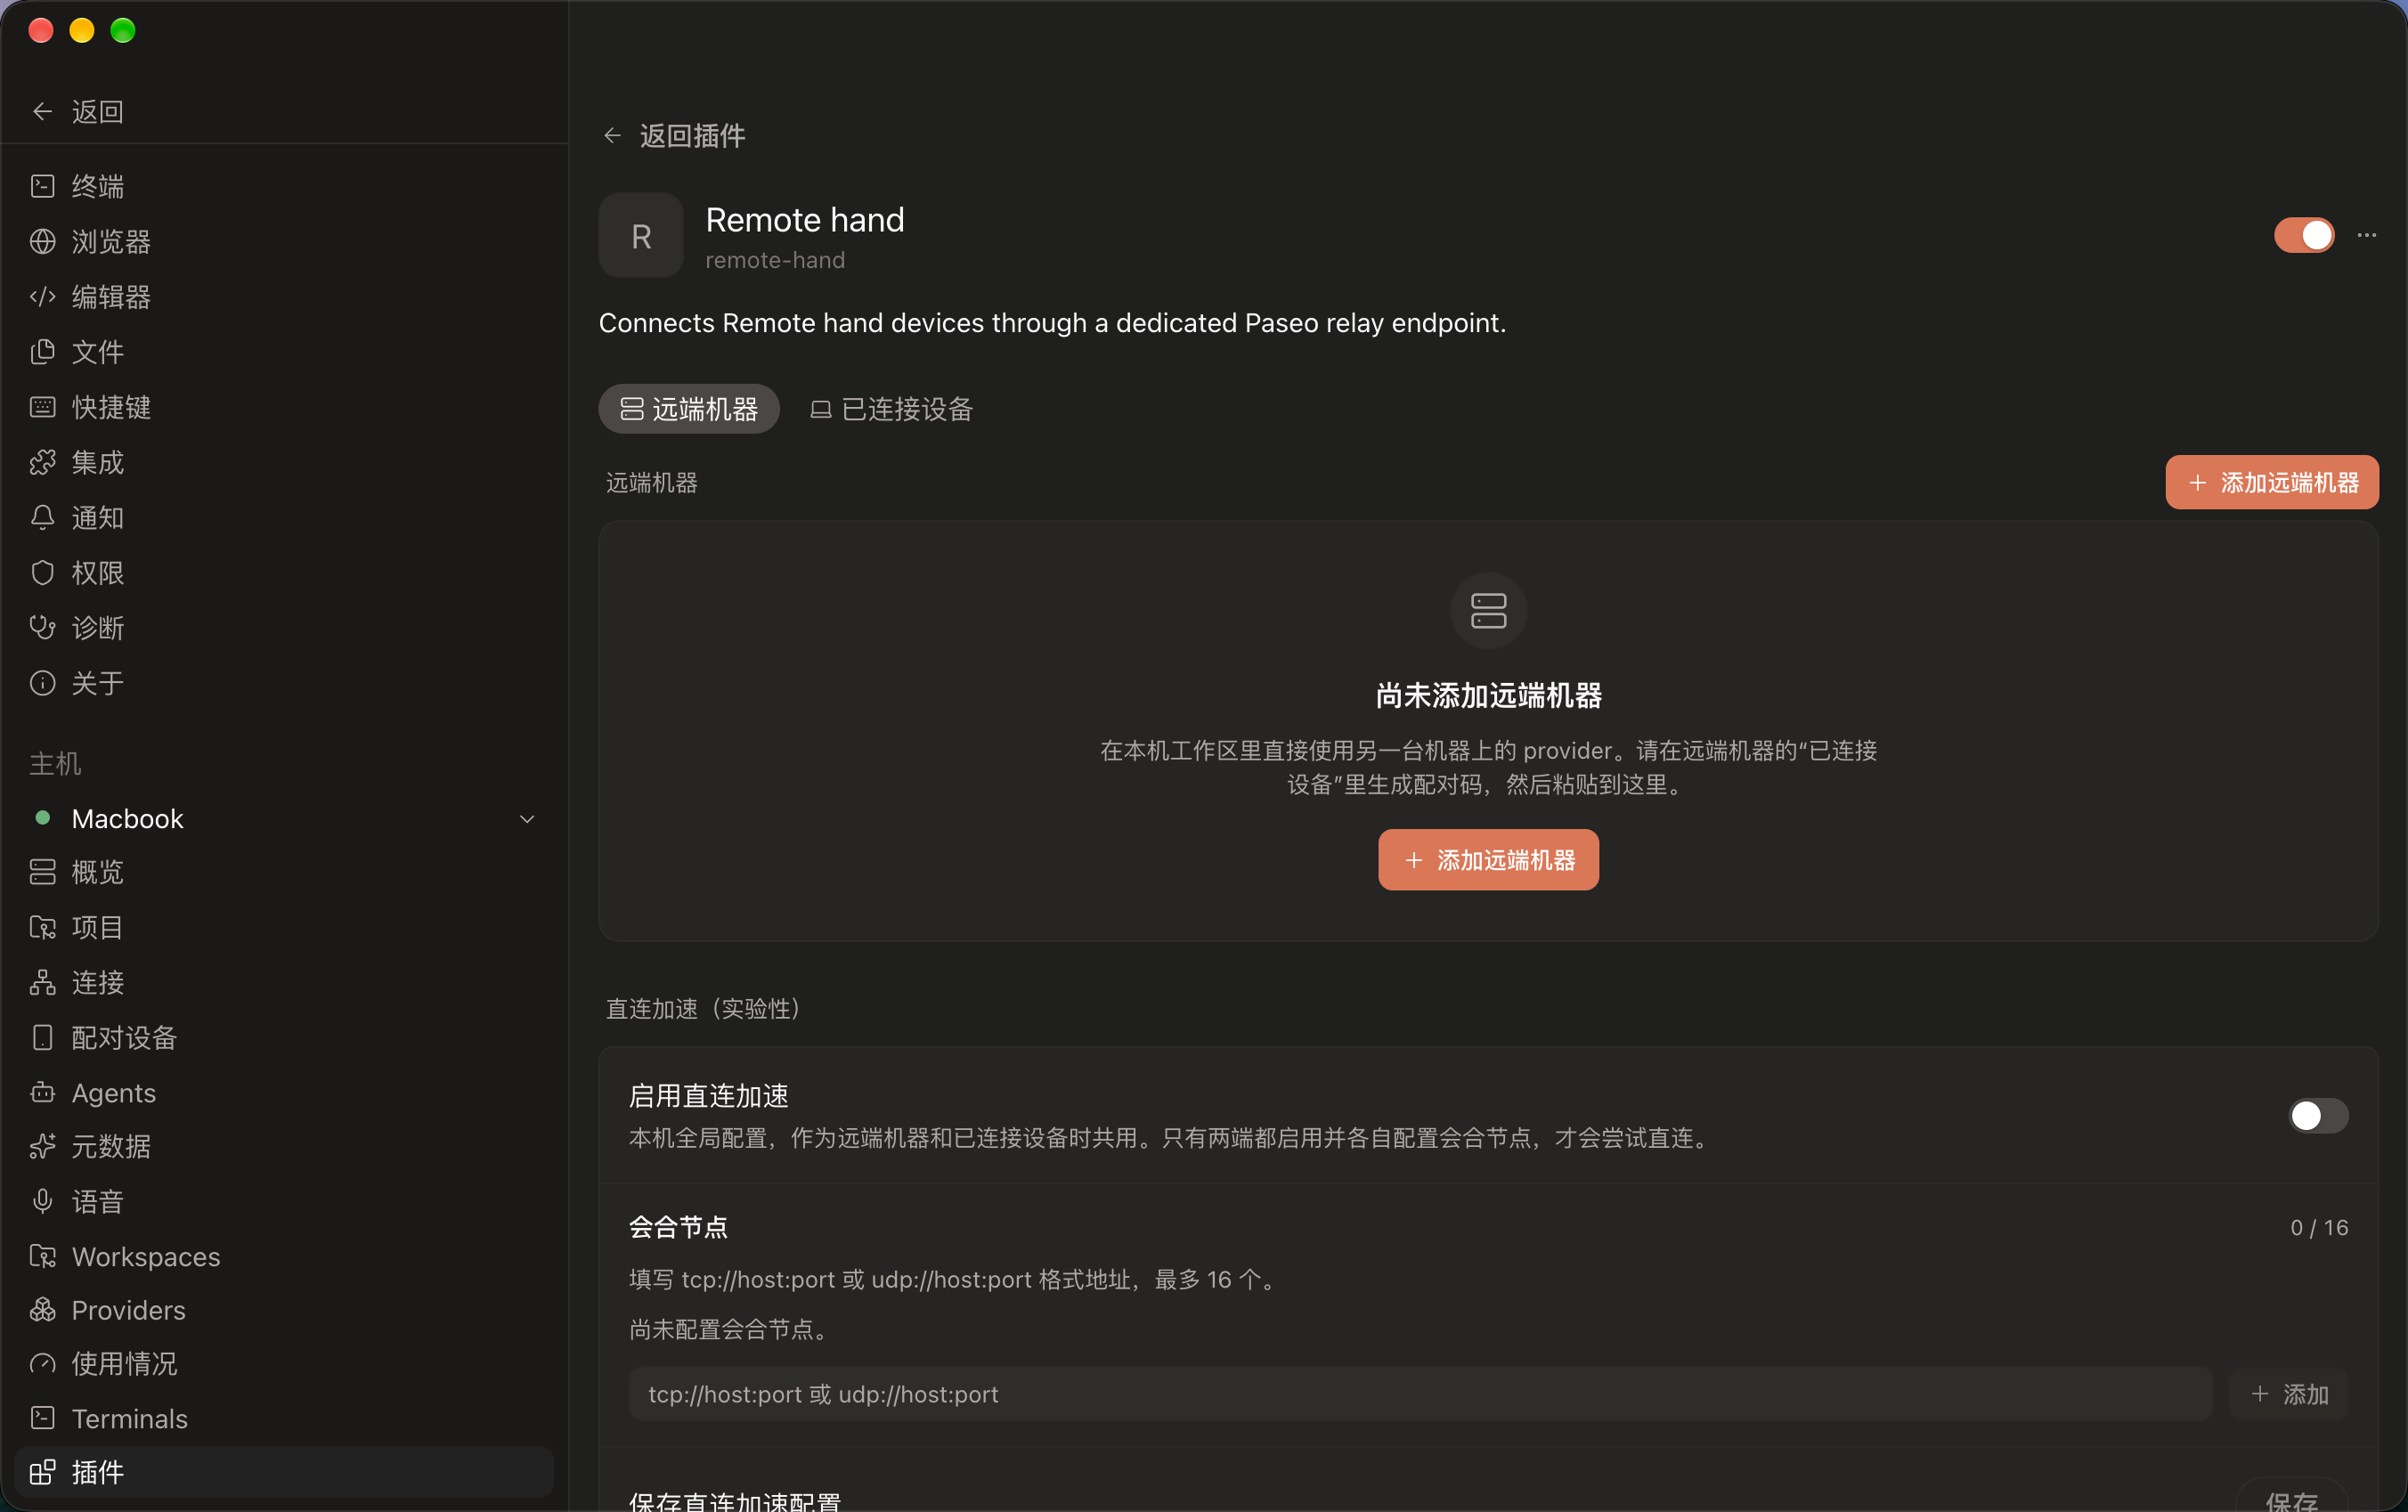 返回
终端
浏览器
编辑器
文件
快捷键
集成
通知
权限
诊断
关于
主机
Macbook
概览
项目
连接
配对设备
Agents
元数据
语音
Workspaces
Providers
使用情况
Terminals
插件
返回插件
R
Remote hand
remote-hand
Connects Remote hand devices through a dedicated Paseo relay endpoint.
远端机器
已连接设备
远端机器
添加远端机器
尚未添加远端机器
在本机工作区里直接使用另一台机器上的 provider。请在远端机器的“已连接
设备”里生成配对码，然后粘贴到这里。
添加远端机器
直连加速（实验性）
启用直连加速
本机全局配置，作为远端机器和已连接设备时共用。只有两端都启用并各自配置会合节点，才会尝试直连。
会合节点
0 / 16
填写 tcp://host:port 或 udp://host:port 格式地址，最多 16 个。
尚未配置会合节点。
tcp://host:port 或 udp://host:port
添加
保存直连加速配置
保存